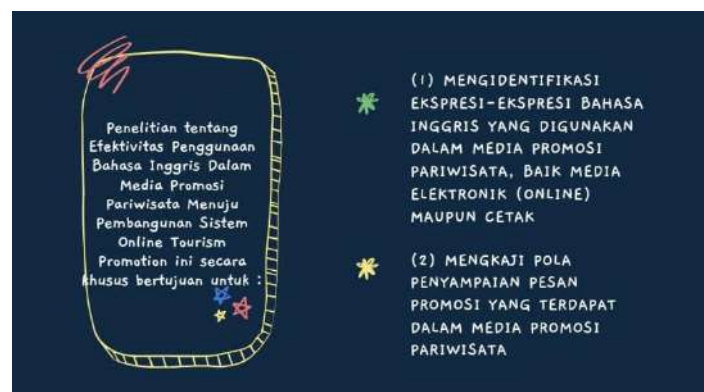 Penelitian tentang
Efektivitas Penggunaan
Bahasa Inggris Dalam
Media Promosi
Pariwisata Menuju
Pembangunan Sistem
Online Tourism
Promotion ini secara
khusus bertujuan untuk :
(1) MENGIDENTIFIKASI
EKSPRESI-EKSPRESI BAHASA
INGGRIS YANG DIGUNAKAN
DALAM MEDIA PROMOSI
PARIWISATA, BAIK MEDIA
ELEKTRONIK (ONLINE)
MAUPUN CETAK
(2) MENGKAJI POLA
PENYAMPAIAN PESAN
PROMOSI YANG TERDAPAT
DALAM MEDIA PROMOSI
PARIWISATA